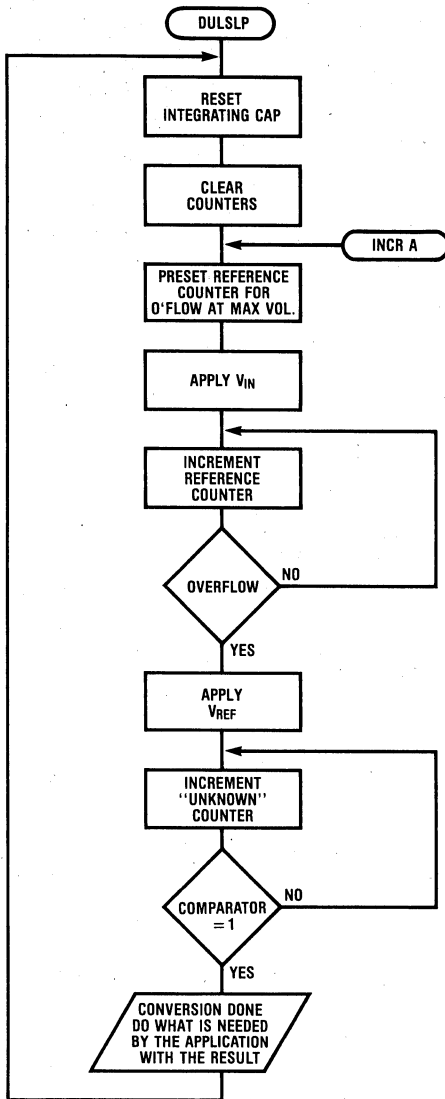 DULSLP
RESET
INTEGRATING CAP
CLEAR
COUNTERS
INCR A
PRESET REFERENCE
COUNTER FOR
O'FLOW AT MAX VOL.
APPLY VIN
INCREMENT
REFERENCE
COUNTER
OVERFLOW
NO
YES
APPLY
VREF
INCREMENT
"UNKNOWN"
COUNTER
COMPARATOR
=1
NO
YES
CONVERSION DONE
DO WHAT IS NEEDED
BY THE APPLICATION
WITH THE RESULT